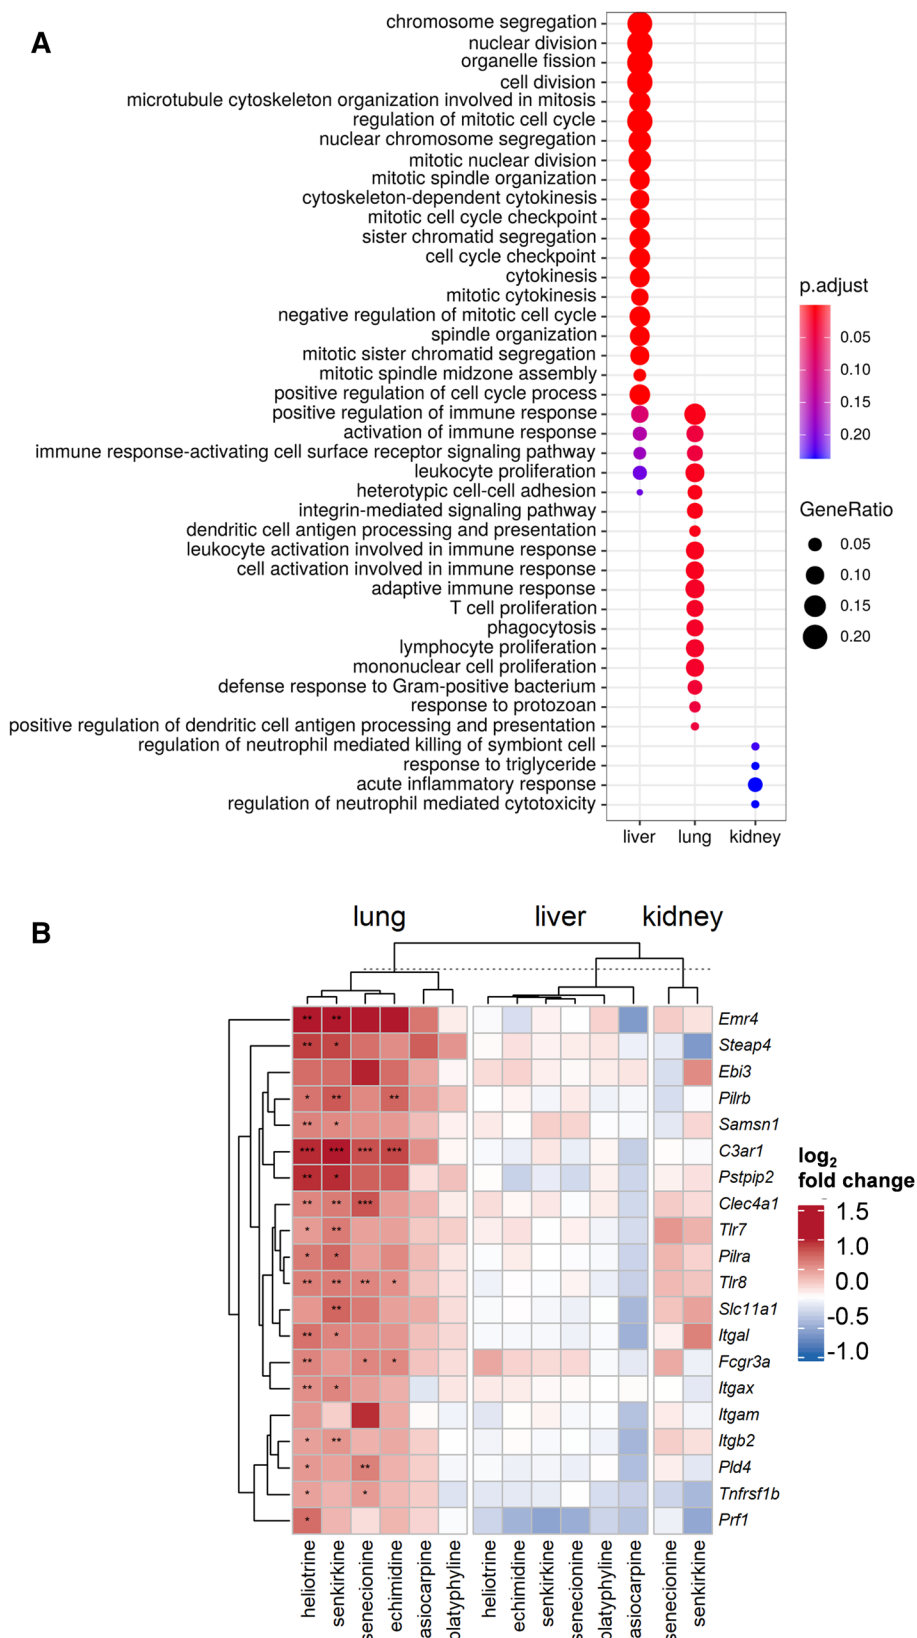 A
chromosome segregation
nuclear division
organelle fission
cell division
microtubule cytoskeleton organization involved in mitosis
regulation of mitotic cell cycle
nuclear chromosome segregation
mitotic nuclear division
mitotic spindle organization
cytoskeleton-dependent cytokinesis
mitotic cell cycle checkpoint
sister chromatid segregation
cell cycle checkpoint
cytokinesis
mitotic cytokinesis
negative regulation of mitotic cell cycle
spindle organization
mitotic sister chromatid segregation
mitotic spindle midzone assembly
positive regulation of cell cycle process
positive regulation of immune response
activation of immune response
immune response-activating cell surface receptor signaling pathway
leukocyte proliferation
heterotypic cell-cell adhesion
integrin-mediated signaling pathway
dendritic cell antigen processing and presentation
leukocyte activation involved in immune response
cell activation involved in immune response
adaptive immune response
T cell proliferation
phagocytosis
lymphocyte proliferation
mononuclear cell proliferation
defense response to Gram-positive bacterium
response to protozoan
positive regulation of dendritic cell antigen processing and presentation
regulation of neutrophil mediated killing of symbiont cell
response to triglyceride
acute inflammatory response
regulation of neutrophil mediated cytotoxicity
liver lung kidney
p.adjust
0.05
0.10
0.15
0.20
GeneRatio
0.05
0.10
0.15
0.20
B
lung liver kidney
** ** Emr4
** * Steap4
Ebi3
* ** ** Pilrb
** * Samsn1
*** *** *** *** C3ar1
** * Pstpip2
** ** *** Clec4a1
* ** Tlr7
* * Pilra
** ** ** * Tlr8
** Slc11a1
** * Itgal
** * * Fcgr3a
** * Itgax
Itgam
* ** Itgb2
* ** Pld4
* * Tnfrsf1b
* Prf1
heliotrine senkirkine senecionine echimidine asiocarpine olatyphylline heliotrine echimidine senkirkine senecionine olatyphylline asiocarpine senecionine senkirkine
log2
fold change
1.5
1.0
0.0
-0.5
-1.0